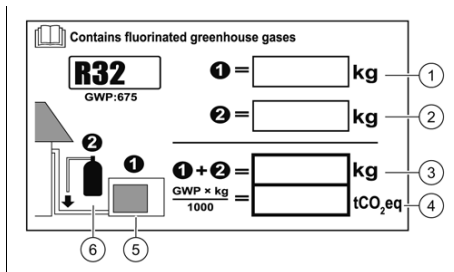 Contains fluorinated greenhouse gases
R32
GWP:675
❶= kg ①
❷= kg ②
❶+❷= kg ③
GWP × kg
1000
= tCO₂eq ④
❷
❶
⑥ ⑤